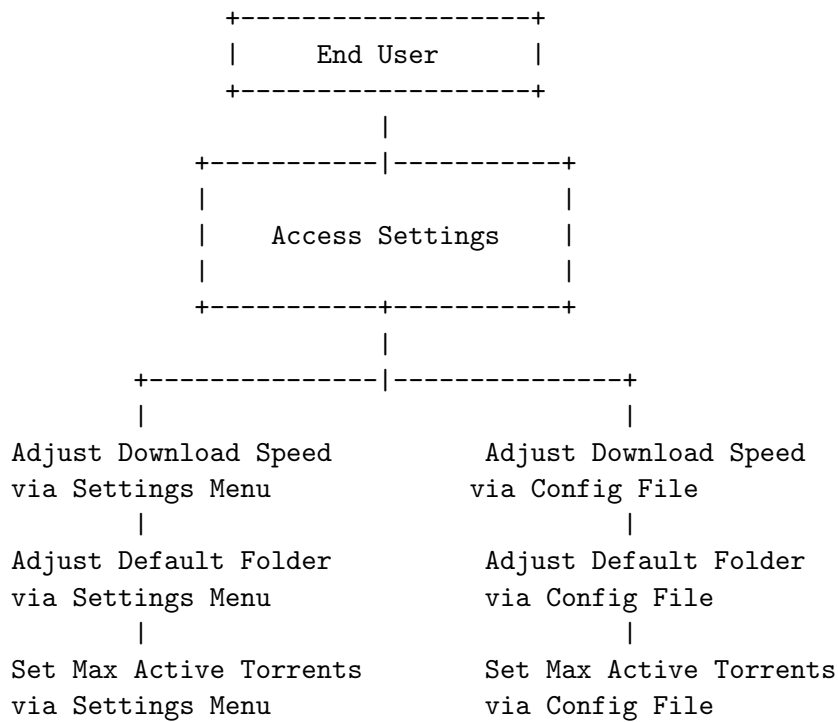 End User
Access Settings
Adjust Download Speed
via Settings Menu
Adjust Default Folder
via Settings Menu
Set Max Active Torrents
via Settings Menu
Adjust Download Speed
via Config File
Adjust Default Folder
via Config File
Set Max Active Torrents
via Config File